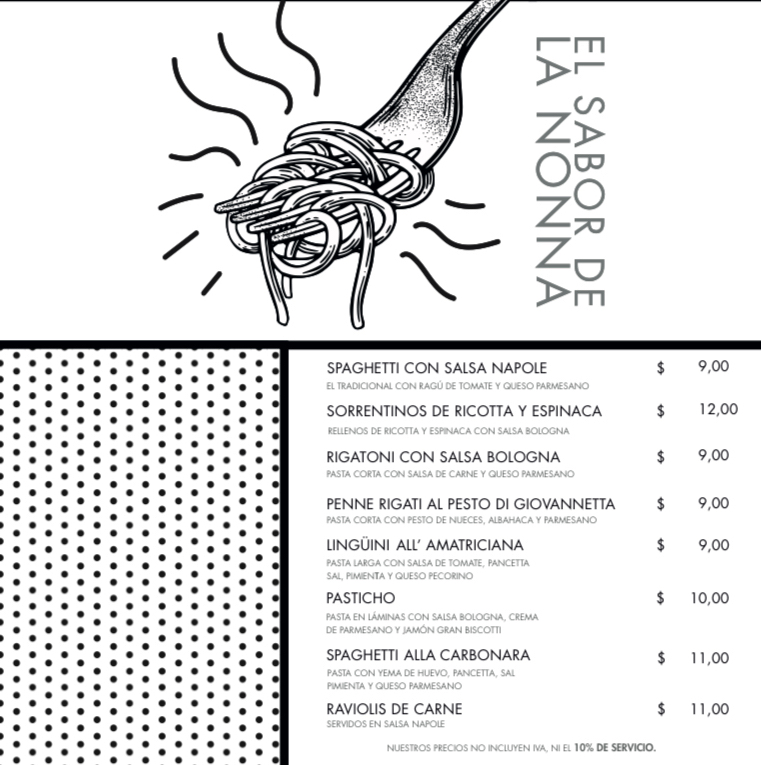 EL SABOR DE
LA NONNA
SPAGHETTI CON SALSA NAPOLE $ 9,00
EL TRADICIONAL CON RAGÚ DE TOMATE Y QUESO PARMESANO
SORRENTINOS DE RICOTTA Y ESPINACA $ 12,00
RELLENOS DE RICOTTA Y ESPINACA CON SALSA BOLOGNA
RIGATONI CON SALSA BOLOGNA $ 9,00
PASTA CORTA CON SALSA DE CARNE Y QUESO PARMESANO
PENNE RIGATI AL PESTO DI GIOVANNETTA $ 9,00
PASTA CORTA CON PESTO DE NUECES, ALBAHACA Y PARMESANO
LINGÜINI ALL’ AMATRICIANA $ 9,00
PASTA LARGA CON SALSA DE TOMATE, PANCETTA
SAL, PIMIENTA Y QUESO PECORINO
PASTICHO $ 10,00
PASTA EN LÁMINAS CON SALSA BOLOGNA, CREMA
DE PARMESANO Y JAMÓN GRAN BISCOTTI
SPAGHETTI ALLA CARBONARA $ 11,00
PASTA CON YEMA DE HUEVO, PANCETTA, SAL
PIMIENTA Y QUESO PARMESANO
RAVIOLIS DE CARNE $ 11,00
SERVIDOS EN SALSA NAPOLE
NUESTROS PRECIOS NO INCLUYEN IVA, NI EL 10% DE SERVICIO.